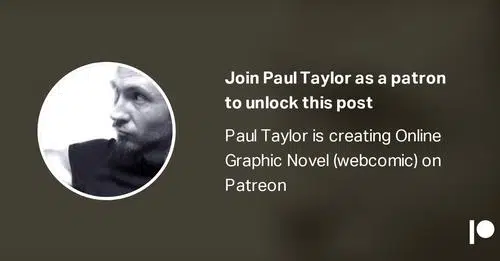 Join Paul Taylor as a patron
to unlock this post
Paul Taylor is creating Online
Graphic Novel (webcomic) on
Patreon